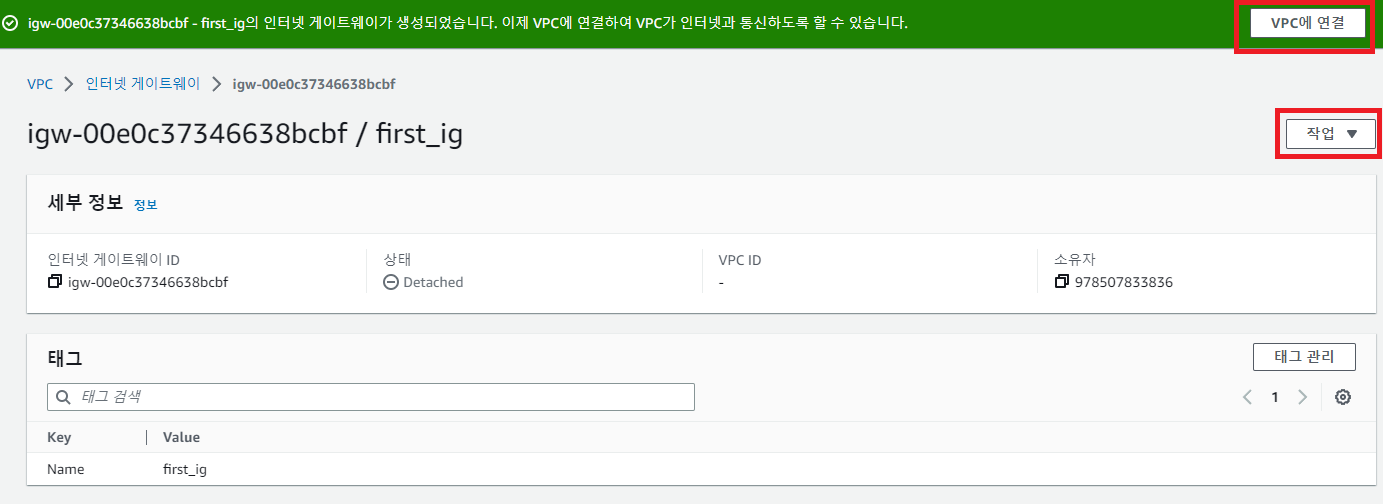 igw-00e0c37346638bcbf - first_ig의 인터넷 게이트웨이가 생성되었습니다. 이제 VPC에 연결하여 VPC가 인터넷과 통신하도록 할 수 있습니다. VPC에 연결
VPC 인터넷 게이트웨이 igw-00e0c37346638bcbf
igw-00e0c37346638bcbf / first_ig 작업
세부 정보 정보
인터넷 게이트웨이 ID 상태 VPC ID 소유자
igw-00e0c37346638bcbf Detached - 978507833836
태그 태그 관리
태그 검색 1
Key Value
Name first_ig